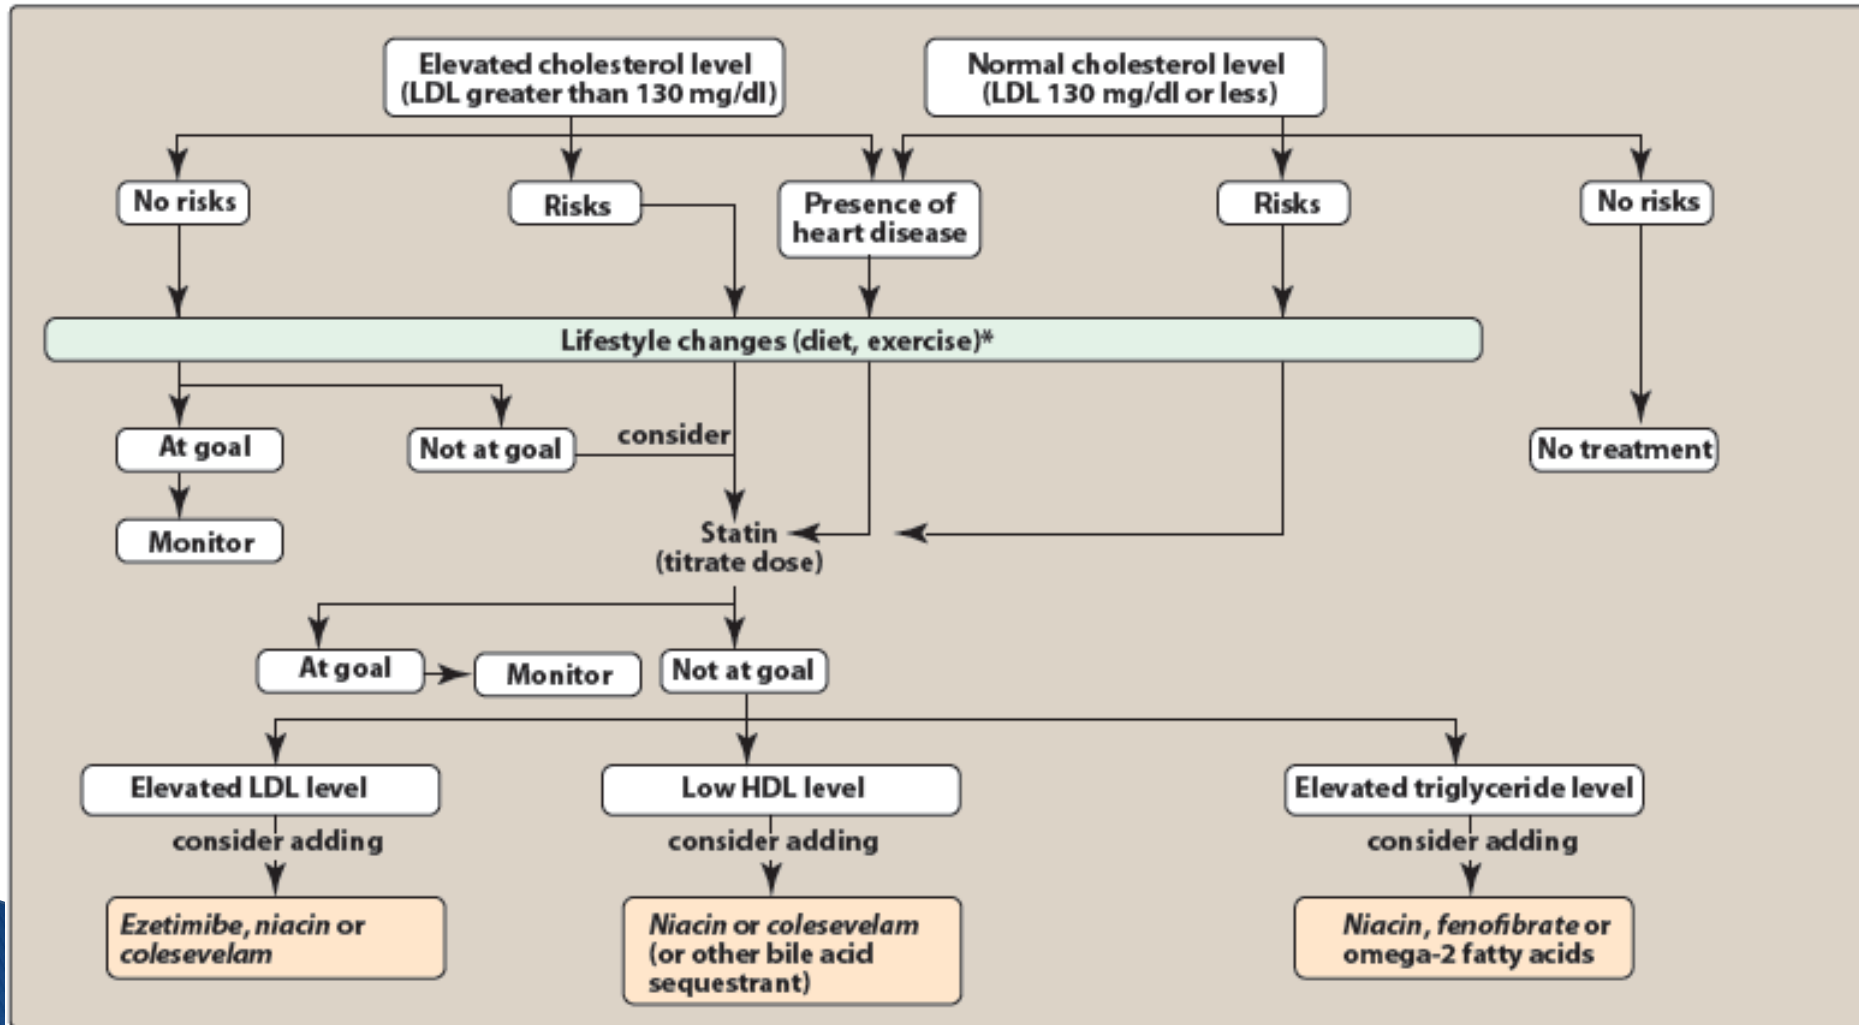 Elevated cholesterol level
(LDL greater than 130 mg/dl)
Normal cholesterol level
(LDL 130 mg/dl or less)
No risks
Risks
Presence of
heart disease
Risks
No risks
Lifestyle changes (diet, exercise)*
At goal
Not at goal
consider
No treatment
Monitor
Statin
(titrate dose)
At goal
Monitor
Not at goal
Elevated LDL level
Low HDL level
Elevated triglyceride level
consider adding
consider adding
consider adding
Ezetimibe, niacin or
colesevelam
Niacin or colesevelam
(or other bile acid
sequestrant)
Niacin, fenofibrate or
omega-2 fatty acids